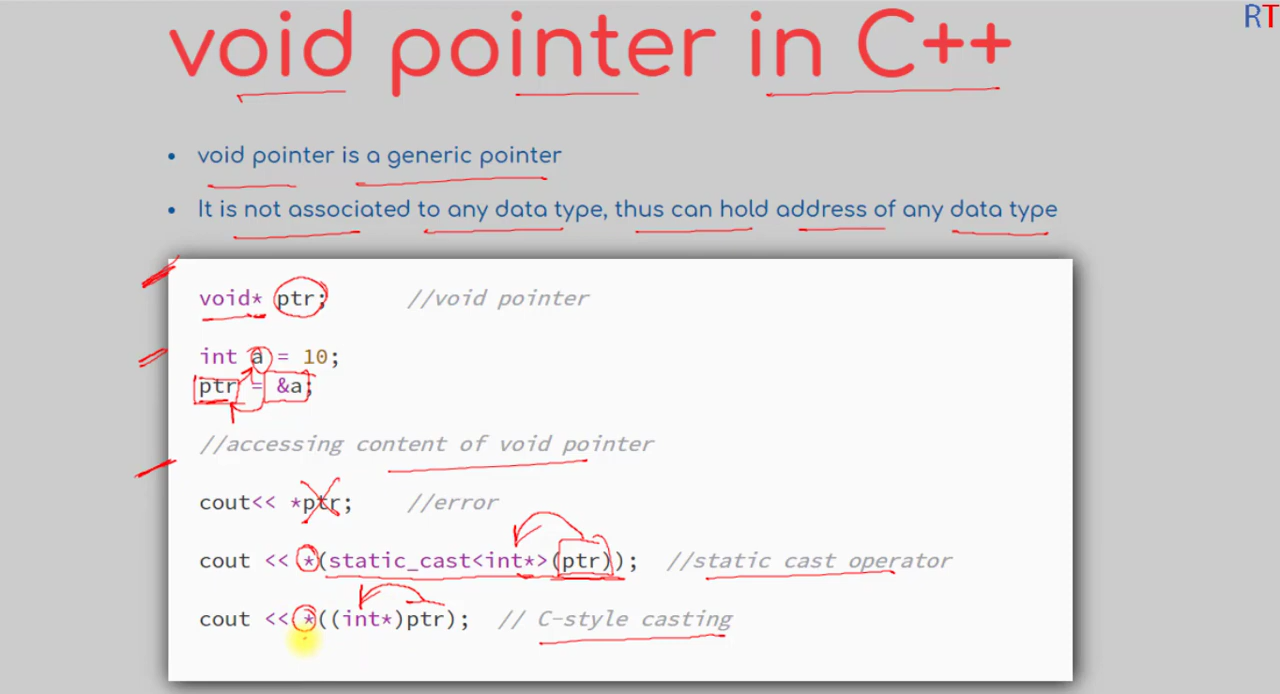 RT
void pointer in C++
• void pointer is a generic pointer
• It is not associated to any data type, thus can hold address of any data type
void* ptr; //void pointer
int a = 10;
ptr = &a;
//accessing content of void pointer
cout<< *ptr; //error
cout << *(static_cast<int*>(ptr)); //static cast operator
cout << *((int*)ptr); // C-style casting